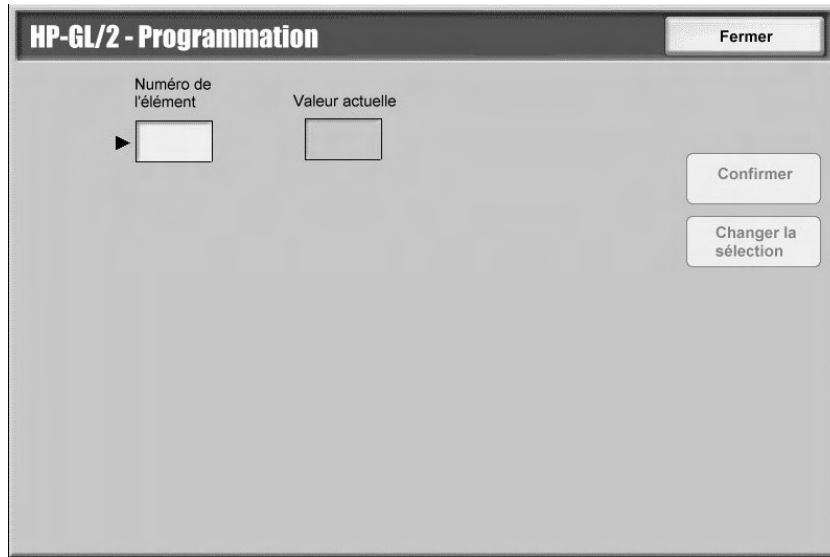 HP-GL/2 - Programmation
Fermer
Numéro de
l'élément
Valeur actuelle
Confirmer
Changer la
sélection